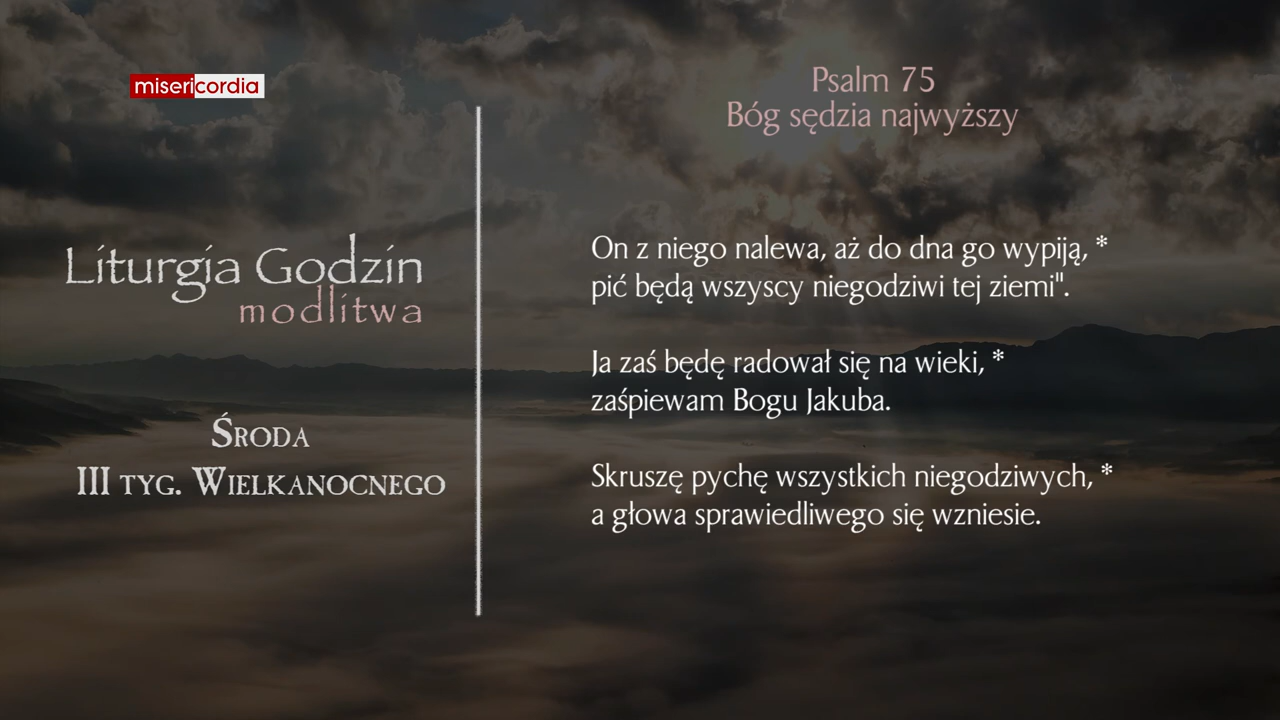 misericordia
Liturgia Godzin
modlitwa
Środa
III tyg. Wielkanocnego
Psalm 75
Bóg sędzia najwyższy
On z niego nalewa, aż do dna go wypiją, *
pić będą wszyscy niegodziwi tej ziemi".
Ja zaś będę radował się na wieki, *
zaśpiewam Bogu Jakuba.
Skruszę pychę wszystkich niegodziwych, *
a głowa sprawiedliwego się wzniesie.